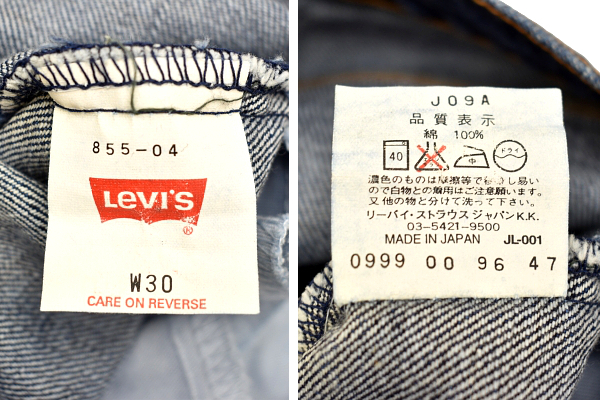 855-04
LEVI'S
®
W30
CARE ON REVERSE
J09A
品質表示
綿 100%
40 中 ドライ
濃色のものは摩擦等で移りし易い
ので白物との着用はご注意願います。
又他の物と分けて洗って下さい。
リーバイ・ストラウス ジャパンK.K.
03-5421-9500
MADE IN JAPAN JL-001
0999 00 96 47